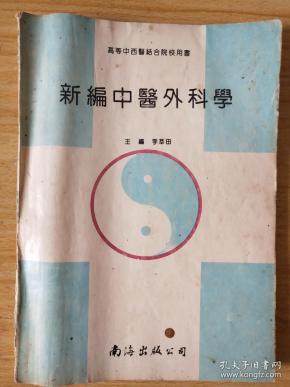 高等中西醫結合院校用書
新編中醫外科學
主編 李萃田
南海出版公司
孔夫子旧书网